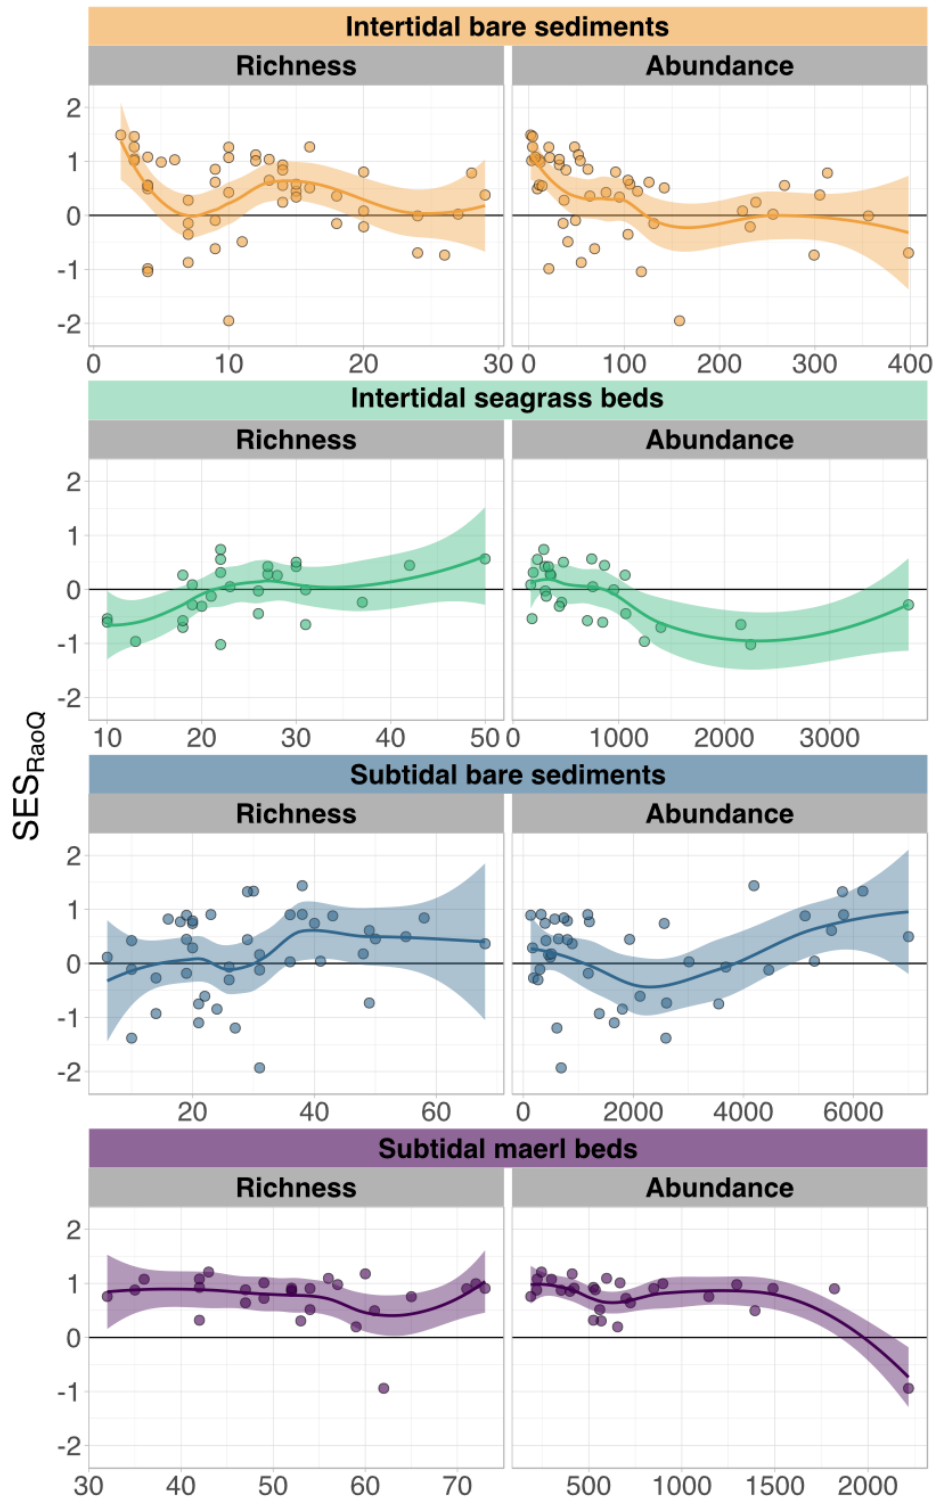 Intertidal bare sediments
Richness Abundance
2
1
0
-1
-2
0 10 20 30 0 100 200 300 400
Intertidal seagrass beds
Richness Abundance
2
1
0
-1
-2
10 20 30 40 50 0 1000 2000 3000
SESRaoQ
Subtidal bare sediments
Richness Abundance
2
1
0
-1
-2
20 40 60 0 2000 4000 6000
Subtidal maerl beds
Richness Abundance
2
1
0
-1
-2
30 40 50 60 70 500 1000 1500 2000